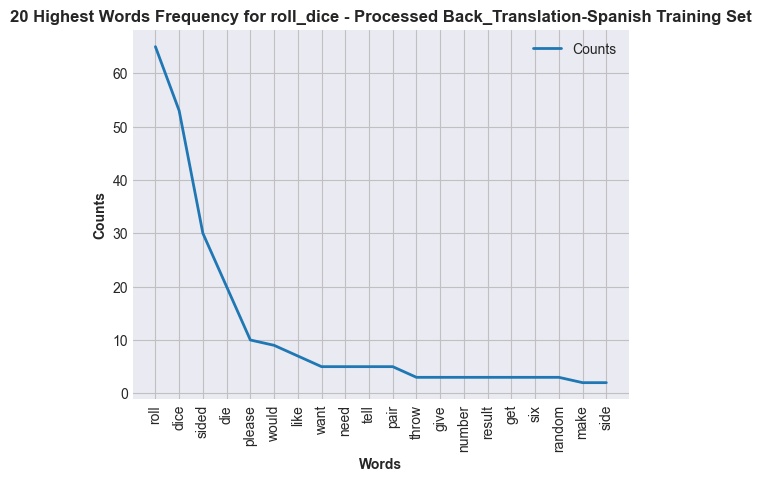 20 Highest Words Frequency for roll_dice - Processed Back_Translation-Spanish Training Set
Counts
60
50
40
30
20
10
0
Counts
roll
dice
sided
die
please
would
like
want
need
tell
pair
throw
give
number
result
get
six
random
make
side
Words